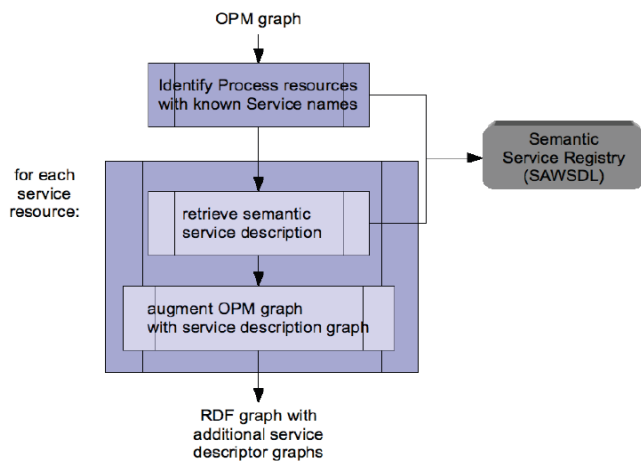 OPM graph
Identify Process resources
with known Service names
Semantic
Service Registry
(SAWSDL)
for each
service
resource:
retrieve semantic
service description
augment OPM graph
with service description graph
RDF graph with
additional service
descriptor graphs